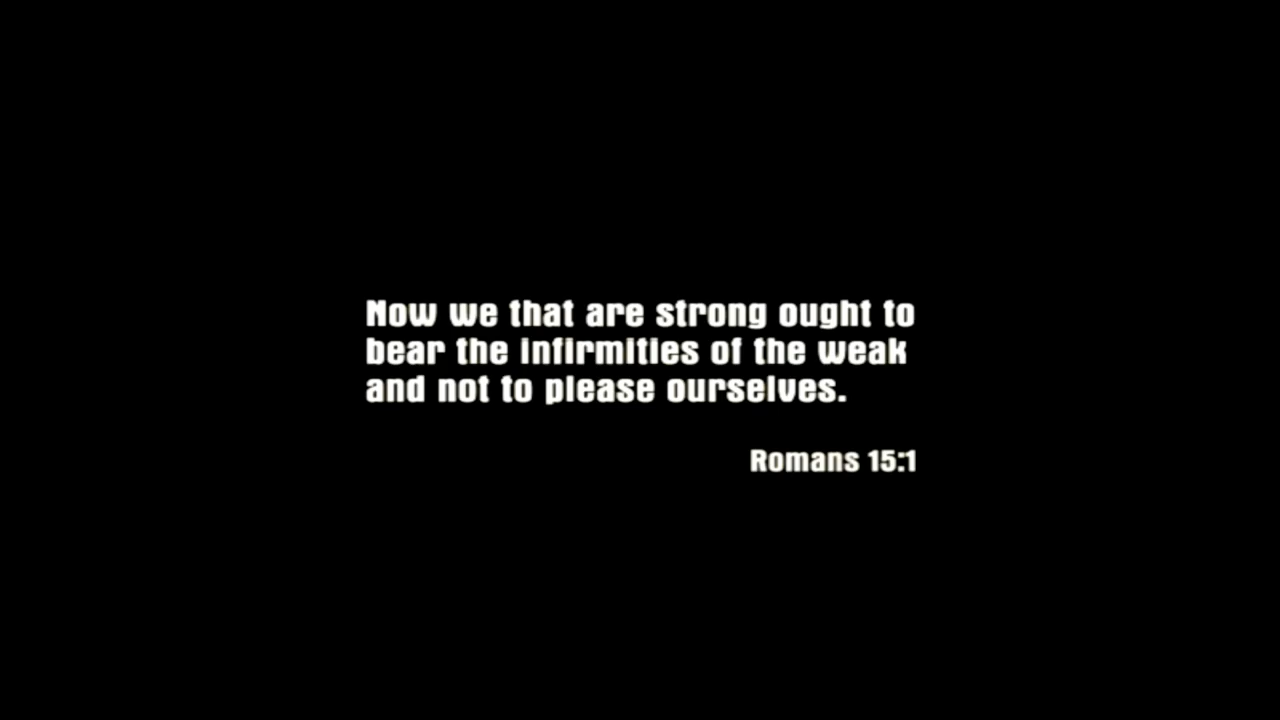 Now we that are strong ought to
bear the infirmities of the weak
and not to please ourselves.
Romans 15:1